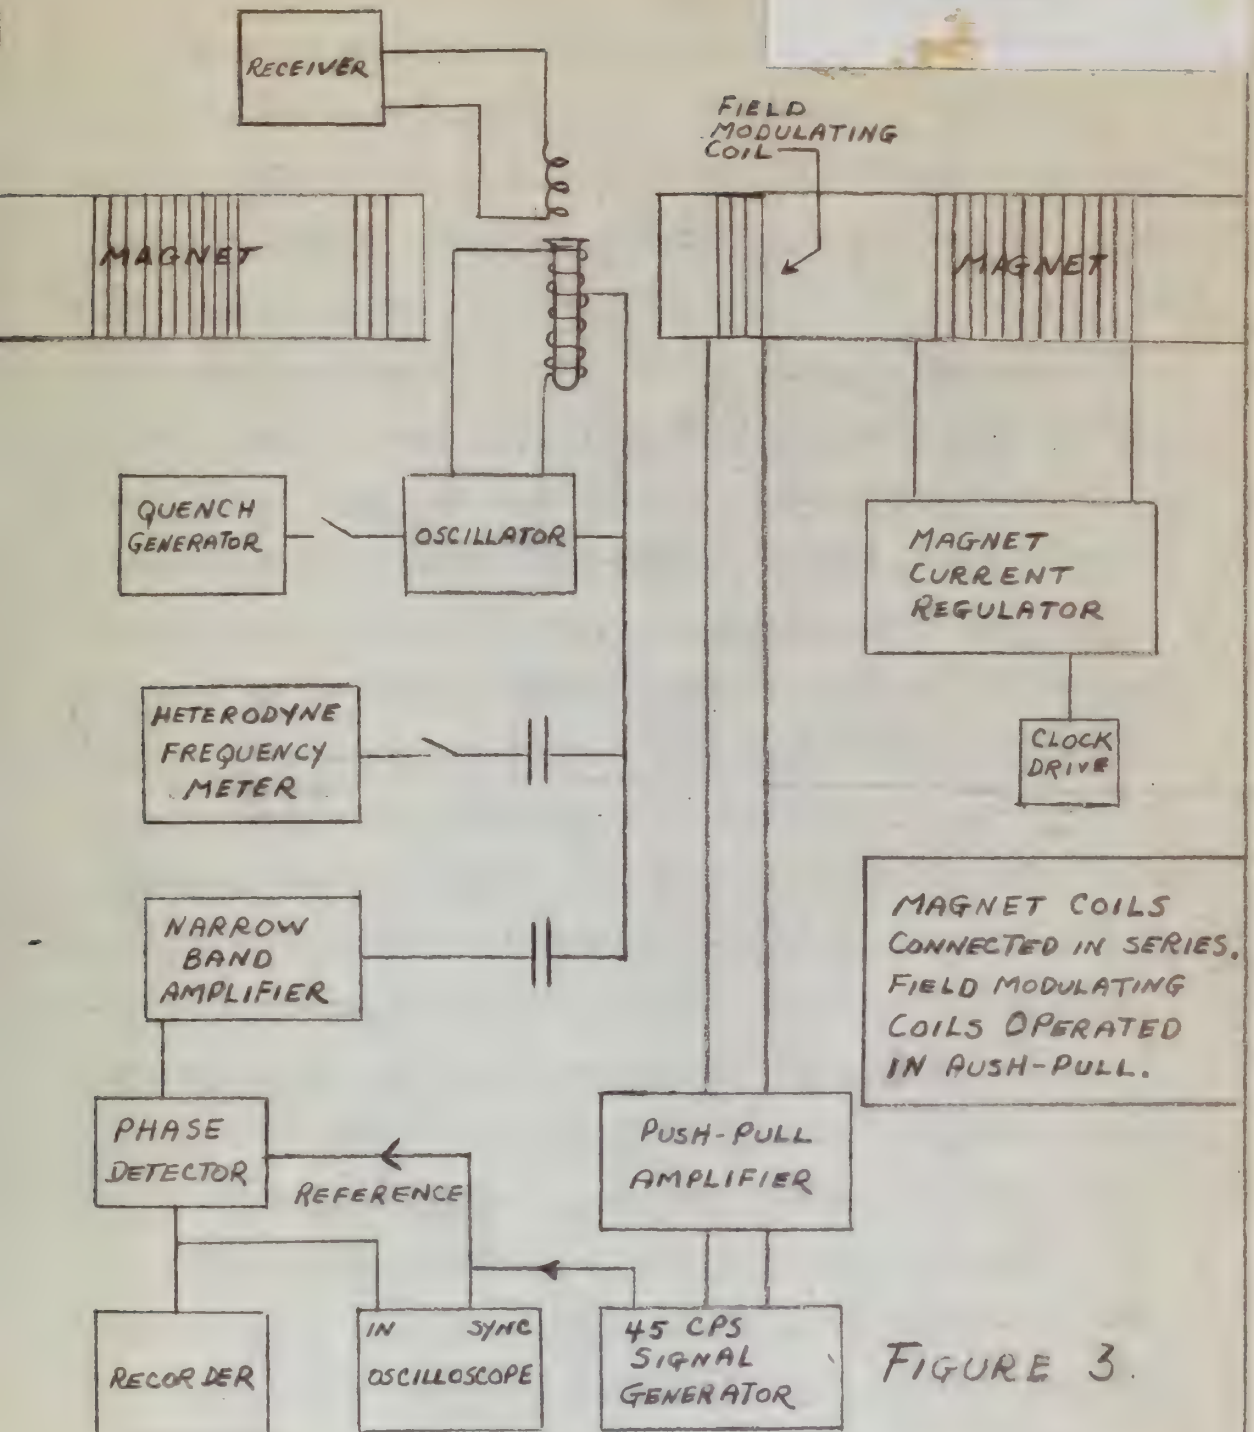 RECEIVER
FIELD
MODULATING
COIL
MAGNET
MAGNET
QUENCH
GENERATOR
OSCILLATOR
MAGNET
CURRENT
REGULATOR
HETERODYNE
FREQUENCY
METER
CLOCK
DRIVE
NARROW
BAND
AMPLIFIER
MAGNET COILS
CONNECTED IN SERIES.
FIELD MODULATING
COILS OPERATED
IN PUSH-PULL.
PHASE
DETECTOR
REFERENCE
PUSH-PULL
AMPLIFIER
RECORDER
IN SYNC
OSCILLOSCOPE
45 CPS
SIGNAL
GENERATOR
FIGURE 3.